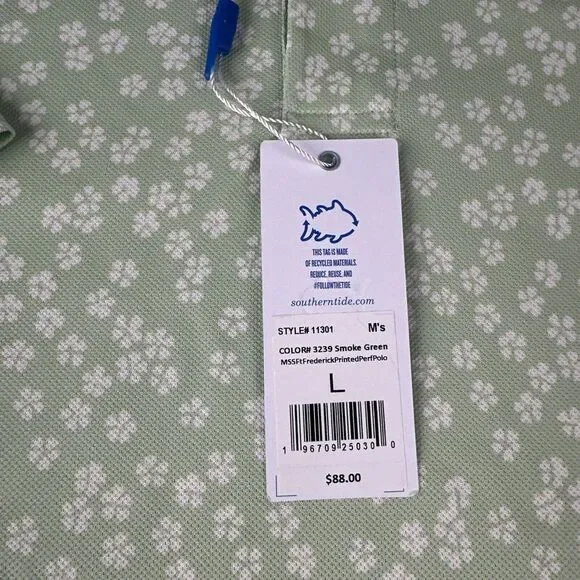 THIS TAG IS MADE
OF RECYCLED MATERIALS.
REDUCE, REUSE, AND
#FOLLOWTHETIDE
southerntide.com
STYLE# 11301 M's
COLOR# 3239 Smoke Green
MSSFtFrederickPrintedPerfPolo
L
1 96709 25030 0
$88.00